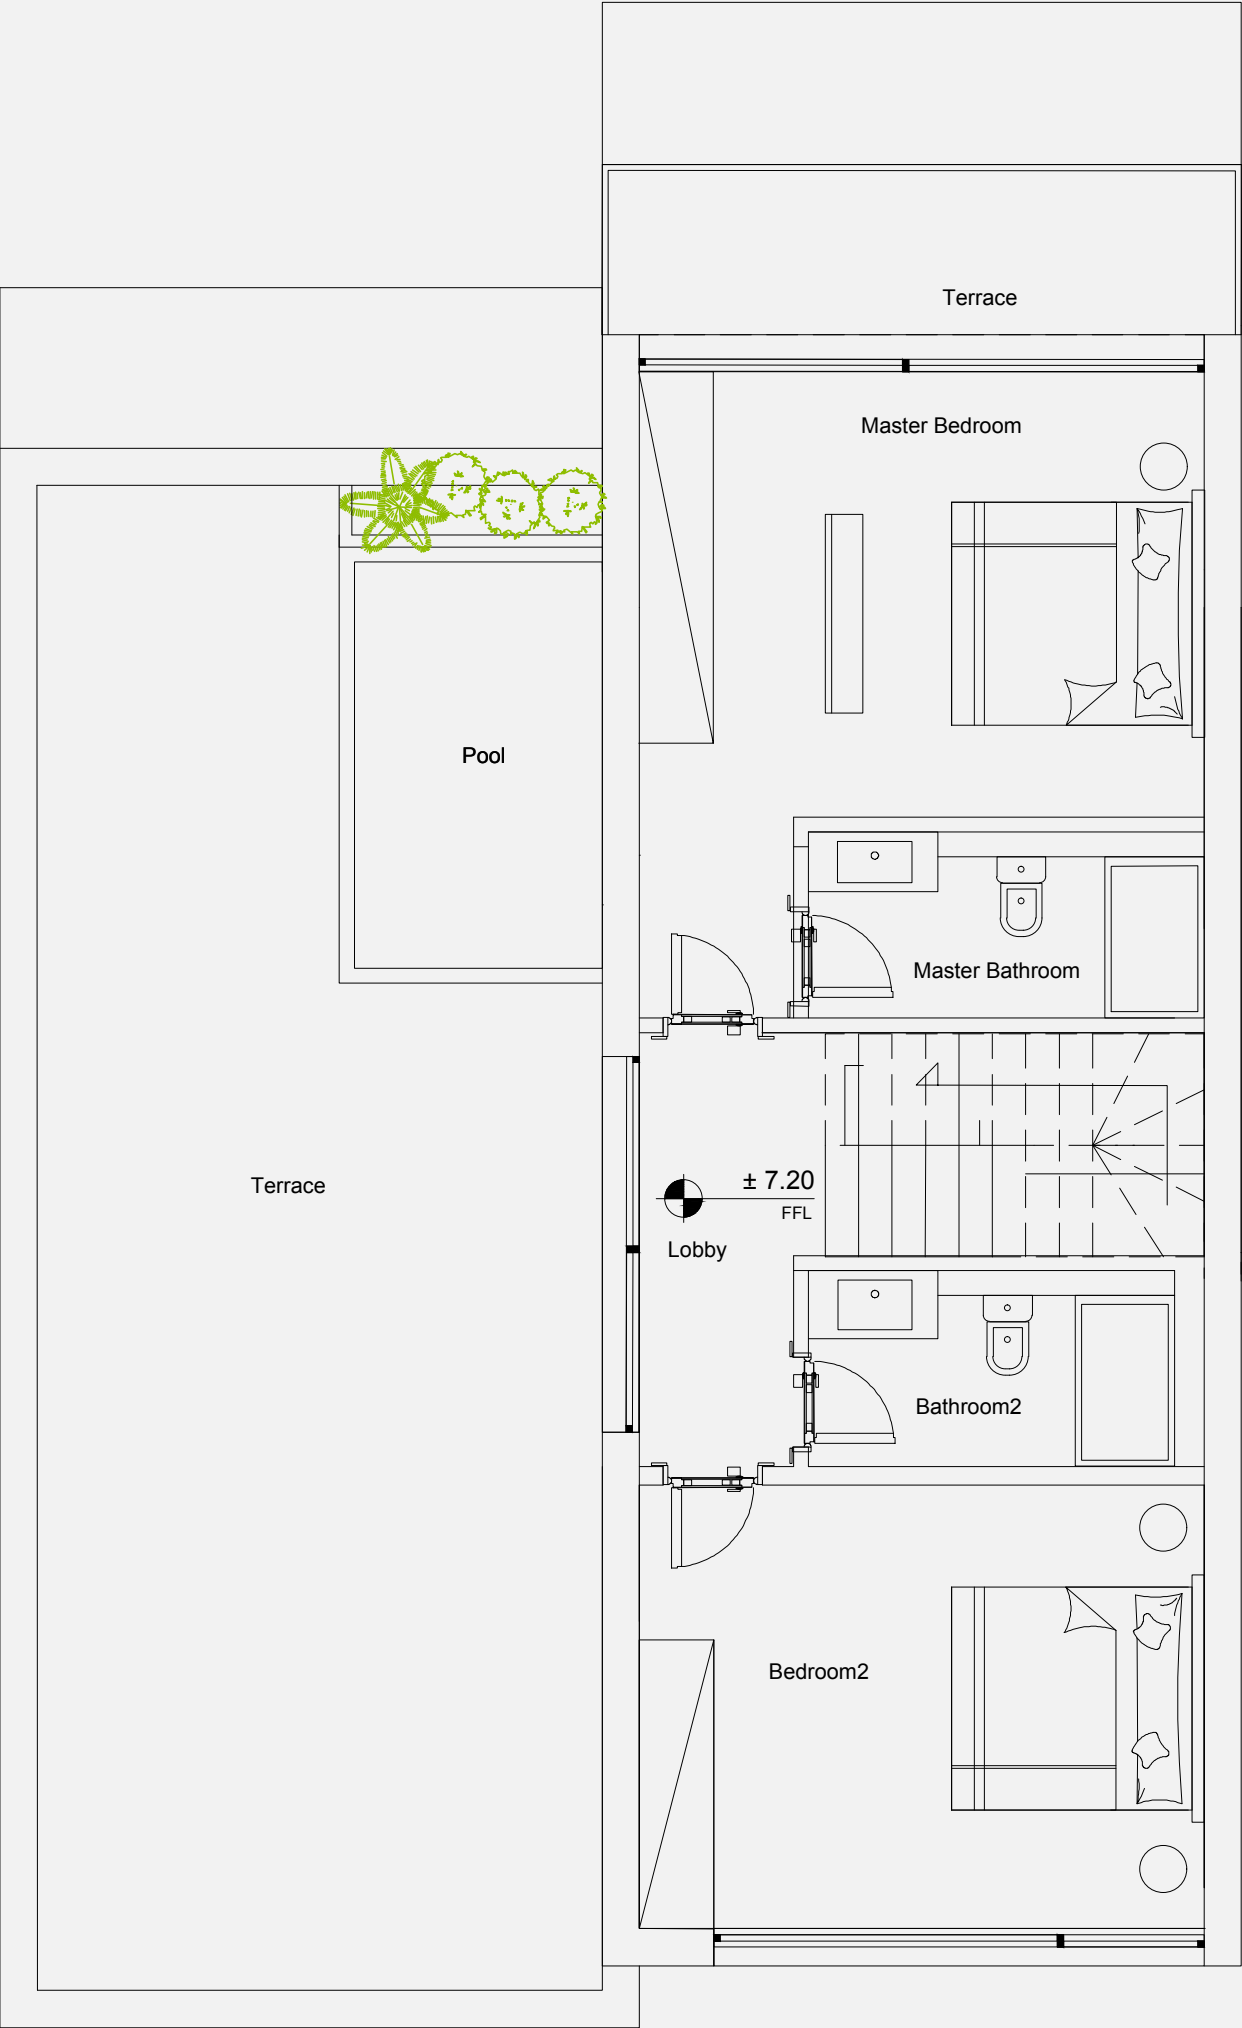 Terrace
Master Bedroom
Pool
Master Bathroom
Terrace
± 7.20
FFL
Lobby
Bathroom2
Bedroom2